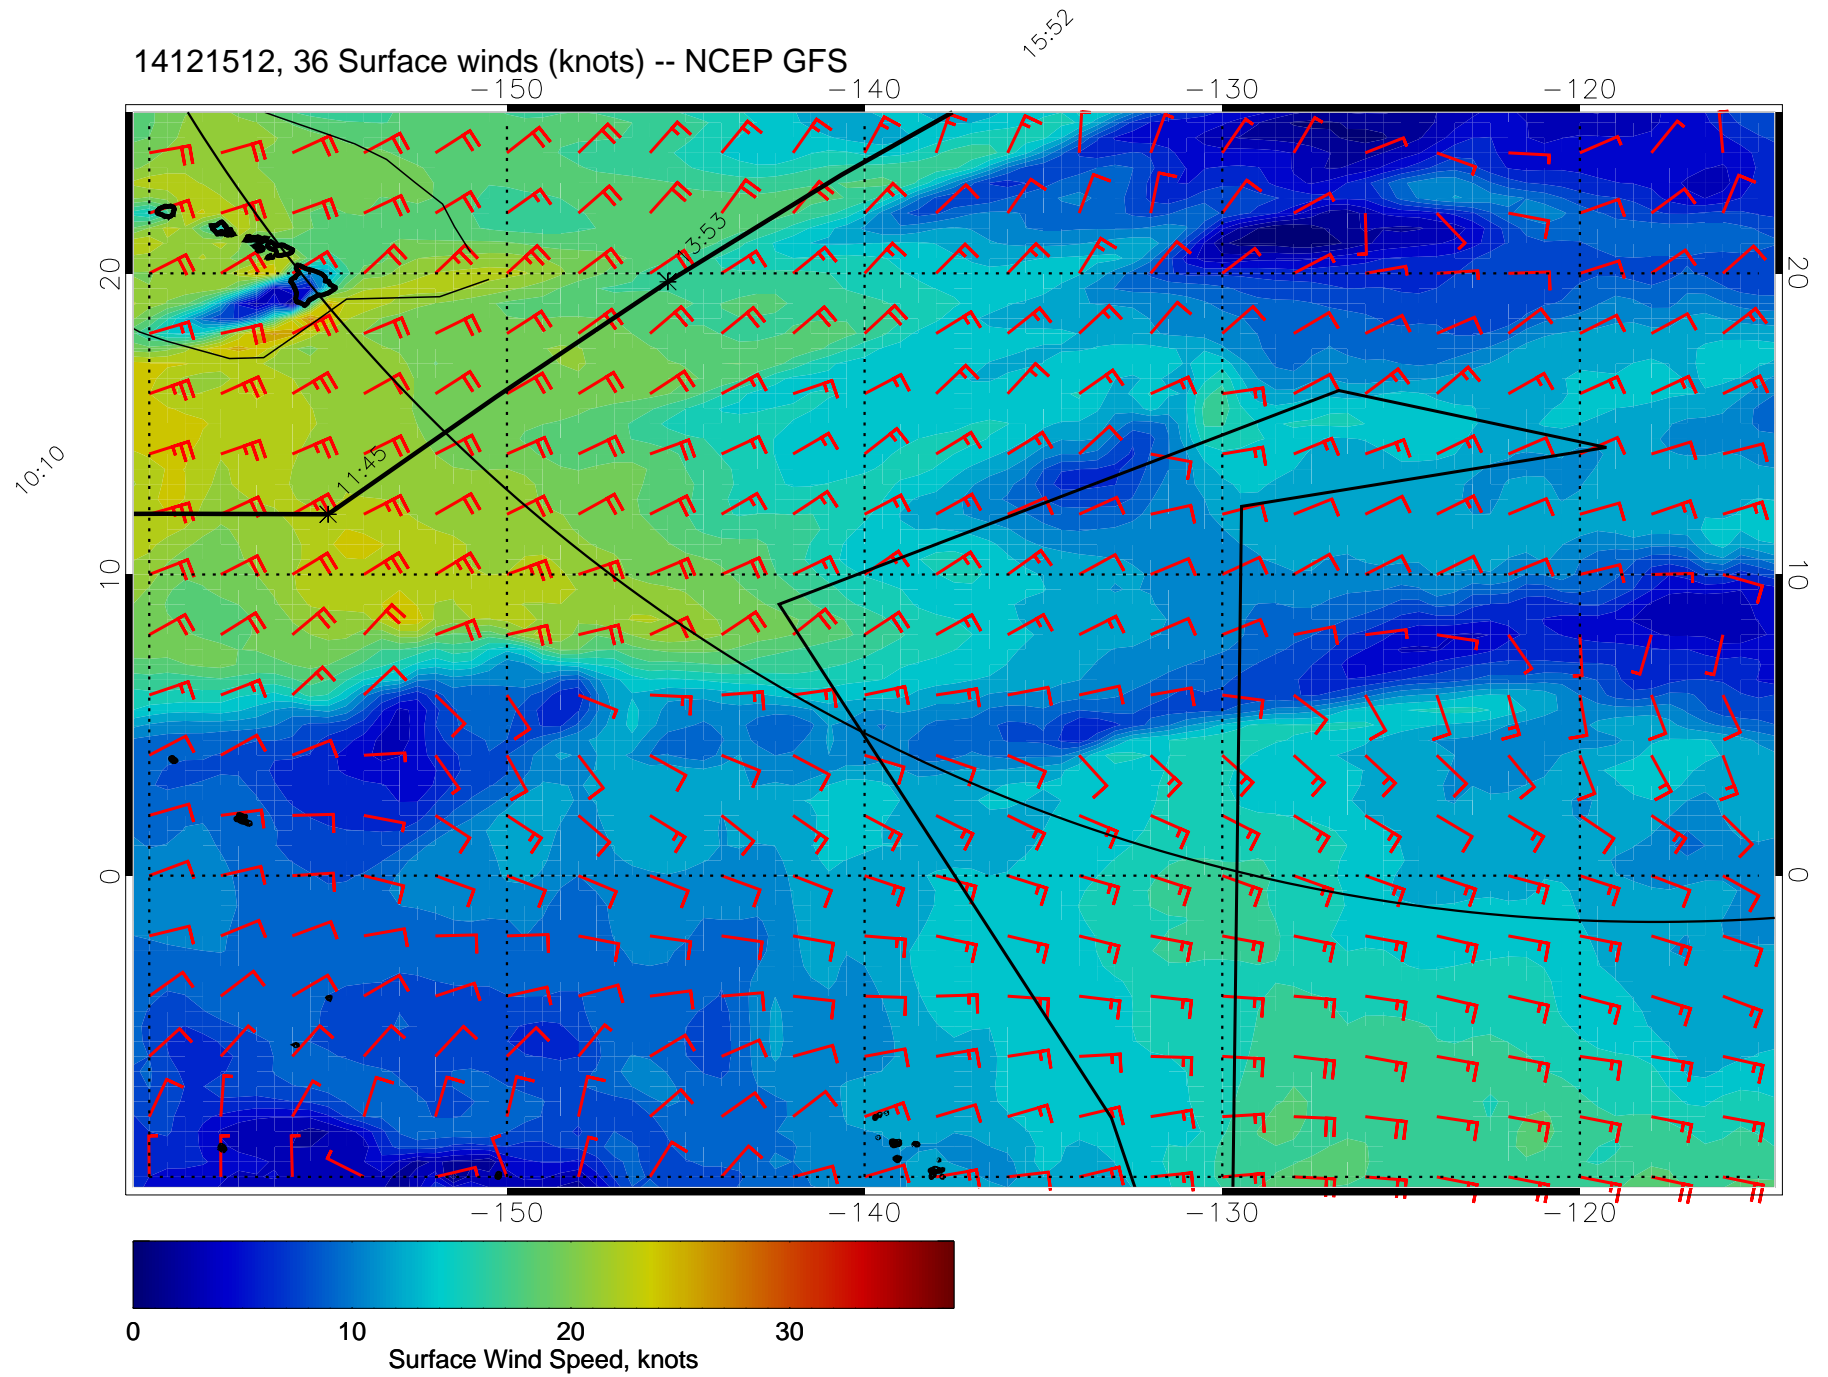 15:52
14121512, 36 Surface winds (knots) -- NCEP GFS
-150 -140 -130 -120
13:53
20 20
10:10
11:45
10 10
0 0
-150 -140 -130 -120
0 10 20 30
Surface Wind Speed, knots